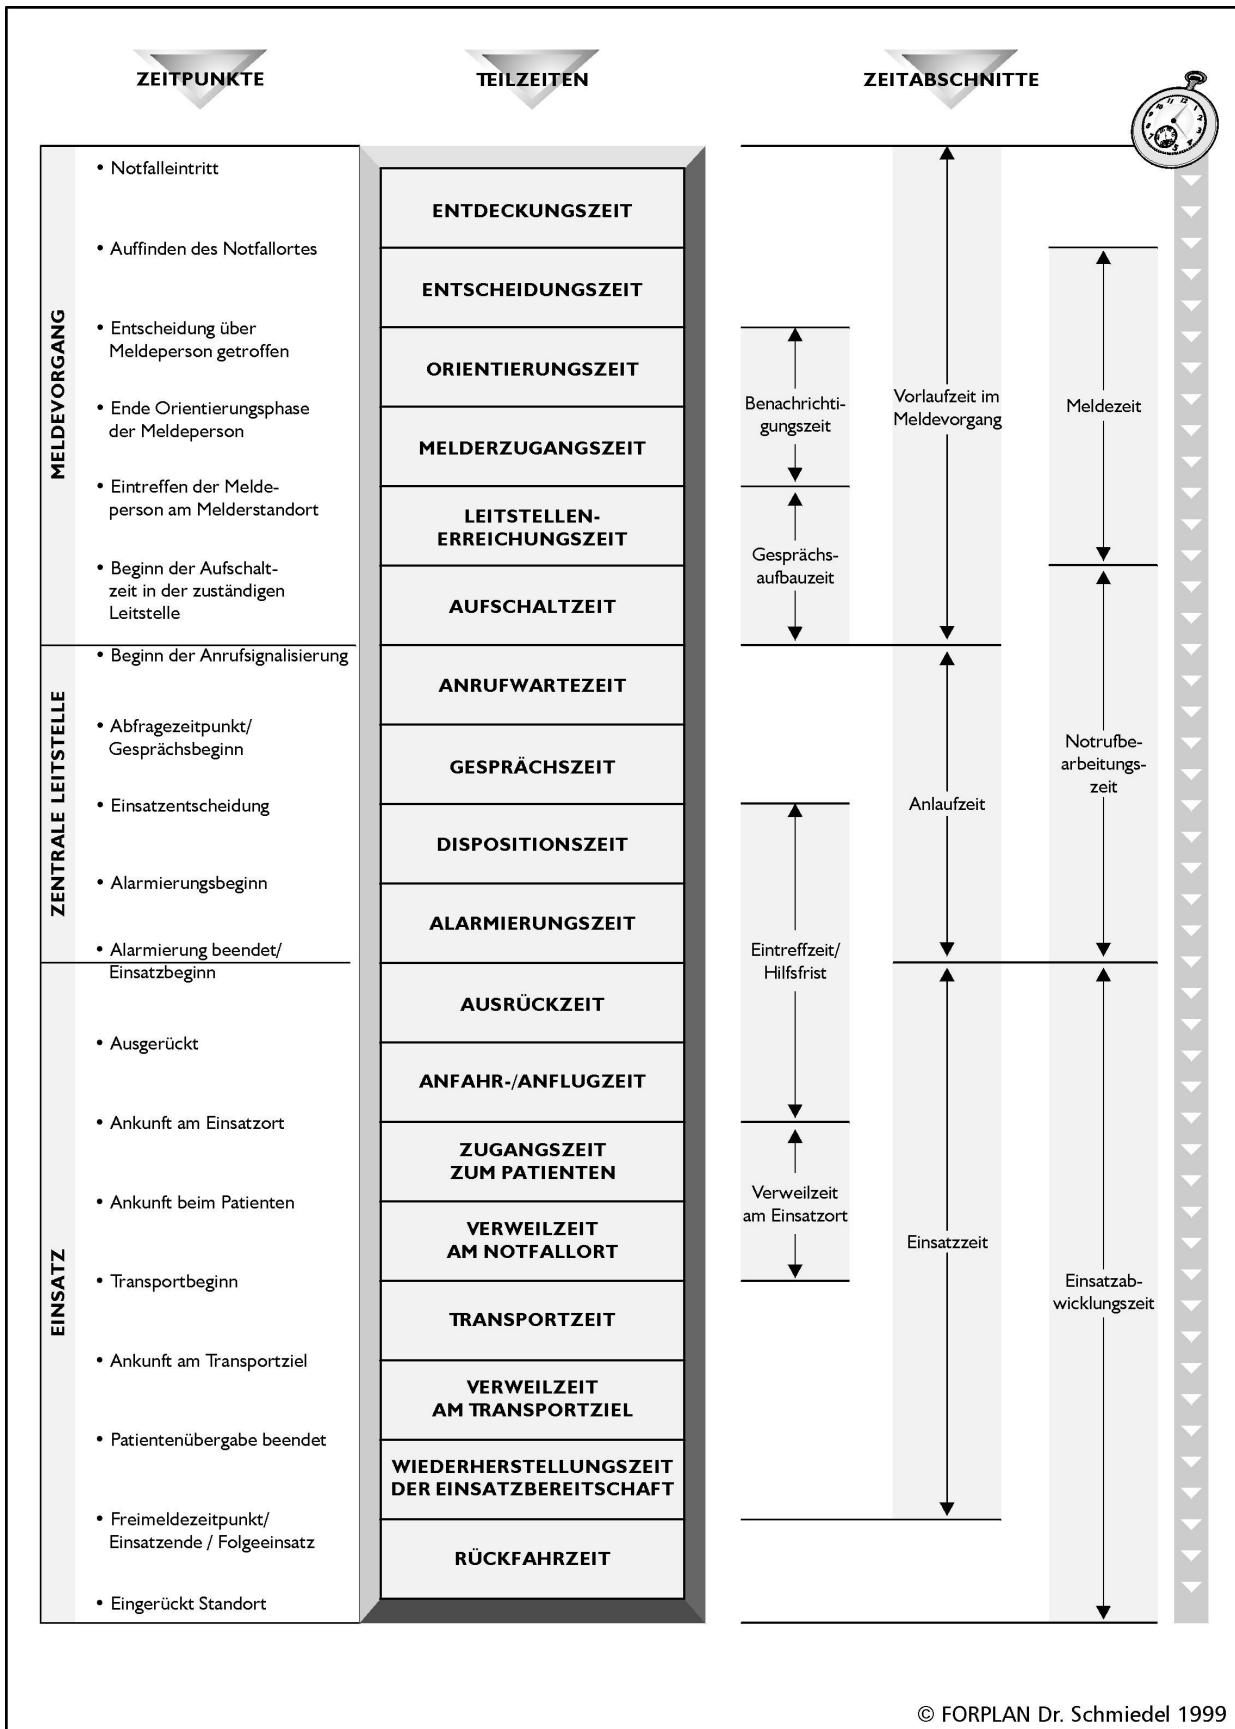 ZEITPUNKTE
TEILZEITEN
ZEITABSCHNITTE
MELDEVORGANG
• Notfalleintritt
• Auffinden des Notfallortes
• Entscheidung über
Meldeperson getroffen
• Ende Orientierungsphase
der Meldeperson
• Eintreffen der Melde-
person am Melderstandort
• Beginn der Aufschalt-
zeit in der zuständigen
Leitstelle
ZENTRALE LEITSTELLE
• Beginn der Anrufsignalisierung
• Abfragezeitpunkt/
Gesprächsbeginn
• Einsatzentscheidung
• Alarmierungsbeginn
• Alarmierung beendet/
Einsatzbeginn
EINSATZ
• Ausgerückt
• Ankunft am Einsatzort
• Ankunft beim Patienten
• Transportbeginn
• Ankunft am Transportziel
• Patientenübergabe beendet
• Freimeldezeitpunkt/
Einsatzende / Folgeeinsatz
• Eingerückt Standort
ENTDECKUNGSZEIT
ENTSCHEIDUNGSZEIT
ORIENTIERUNGSZEIT
MELDERZUGANGSZEIT
LEITSTELLEN-
ERREICHUNGSZEIT
AUFSCHALTZEIT
ANRUFWARTEZEIT
GESPRÄCHSZEIT
DISPOSITIONSZEIT
ALARMIERUNGSZEIT
AUSRÜCKZEIT
ANFAHR-/ANFLUGZEIT
ZUGANGSZEIT
ZUM PATIENTEN
VERWEILZEIT
AM NOTFALLORT
TRANSPORTZEIT
VERWEILZEIT
AM TRANSPORTZIEL
WIEDERHERSTELLUNGSZEIT
DER EINSATZBEREITSCHAFT
RÜCKFAHRZEIT
Benachrichti-
gungszeit
Gesprächs-
aufbauzeit
Eintreffzeit/
Hilfsfrist
Verweilzeit
am Einsatzort
Vorlaufzeit im
Meldevorgang
Anlaufzeit
Einsatzzeit
Meldezeit
Notrufbe-
arbeitungs-
zeit
Einsatzab-
wicklungszeit
© FORPLAN Dr. Schmiedel 1999